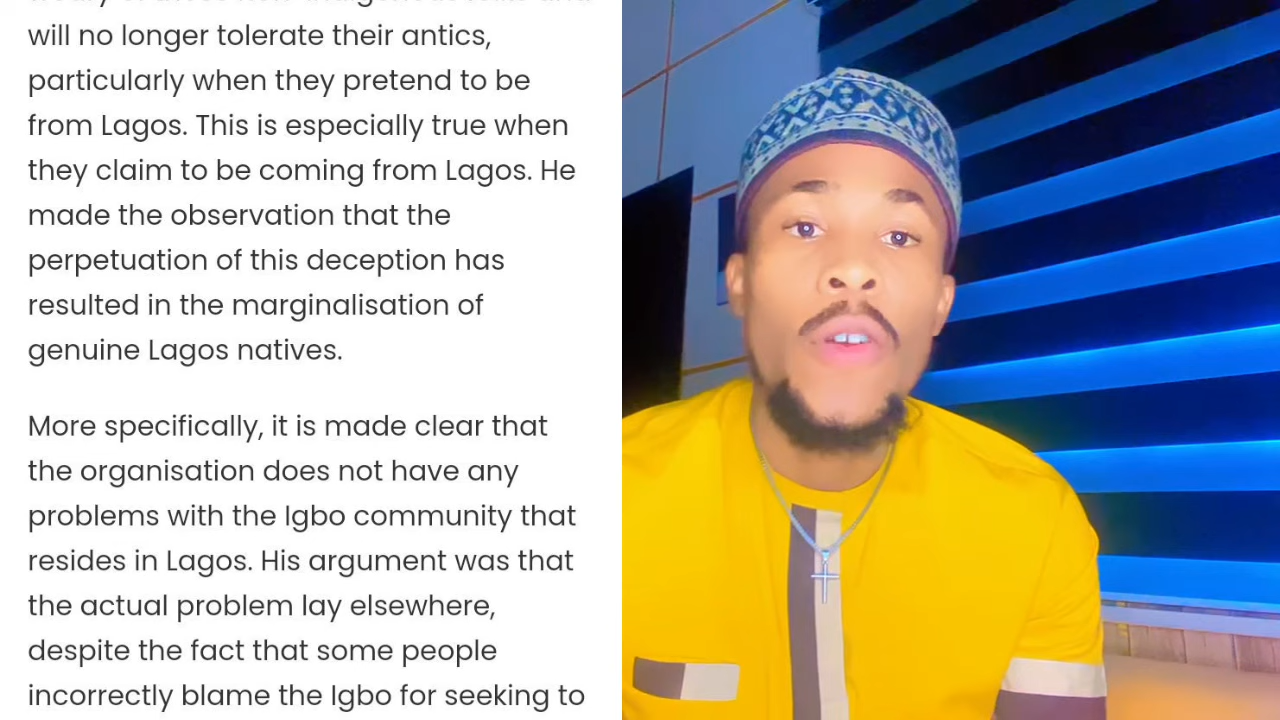 will no longer tolerate their antics,
particularly when they pretend to be
from Lagos. This is especially true when
they claim to be coming from Lagos. He
made the observation that the
perpetuation of this deception has
resulted in the marginalisation of
genuine Lagos natives.
More specifically, it is made clear that
the organisation does not have any
problems with the Igbo community that
resides in Lagos. His argument was that
the actual problem lay elsewhere,
despite the fact that some people
incorrectly blame the Igbo for seeking to